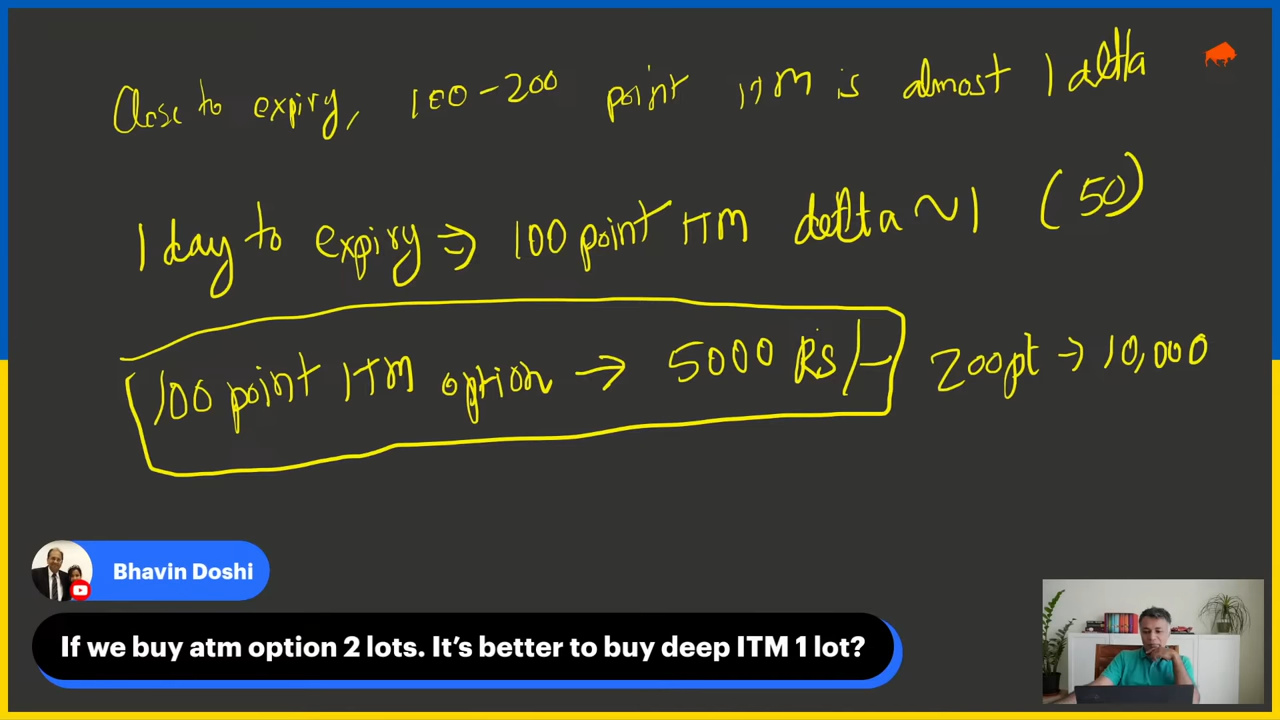 Close to expiry, 100-200 point ITM is almost 1 delta
1 day to expiry ⇒ 100 point ITM delta ~ 1 (50)
100 point ITM option → 5000 Rs/- 200pt → 10,000
Bhavin Doshi
If we buy atm option 2 lots. It's better to buy deep ITM 1 lot?